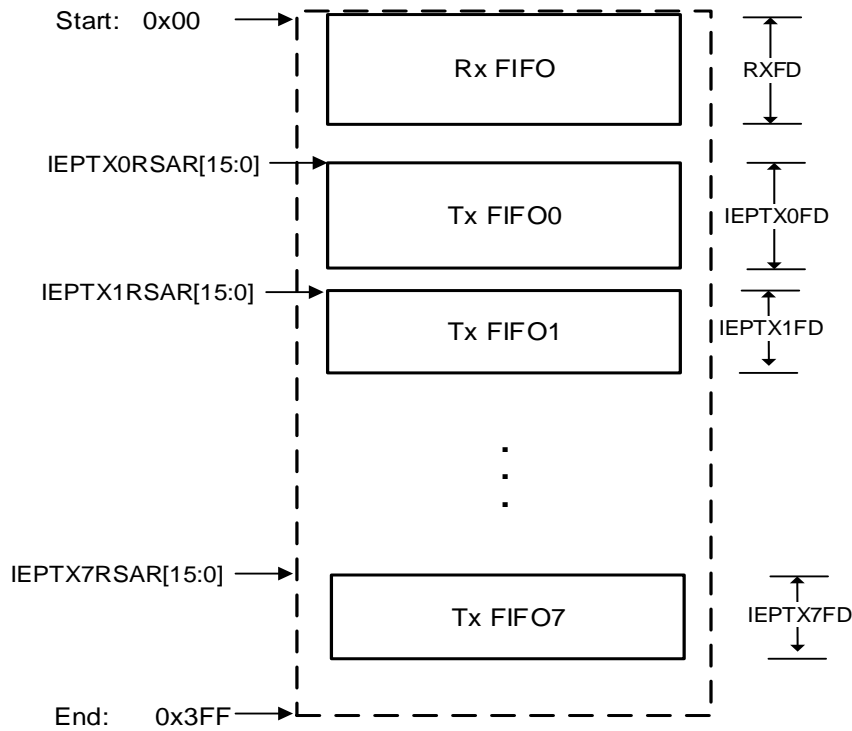 Start: 0x00
Rx FIFO
RXFD
IEPTX0RSAR[15:0]
Tx FIFO0
IEPTX0FD
IEPTX1RSAR[15:0]
Tx FIFO1
IEPTX1FD
IEPTX7RSAR[15:0]
Tx FIFO7
IEPTX7FD
End: 0x3FF